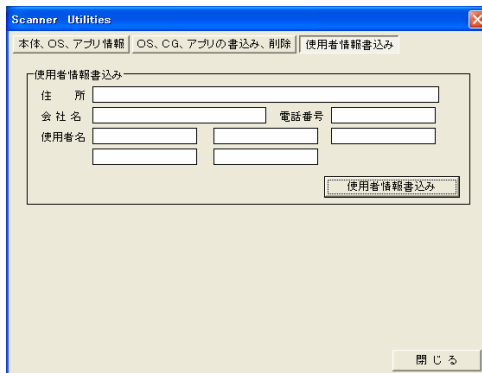 Scanner Utilities
本体、OS、アプリ情報 OS、CG、アプリの書込み、削除 使用者情報書込み
使用者情報書込み
住　所
会社名 電話番号
使用者名
使用者情報書込み
閉じる